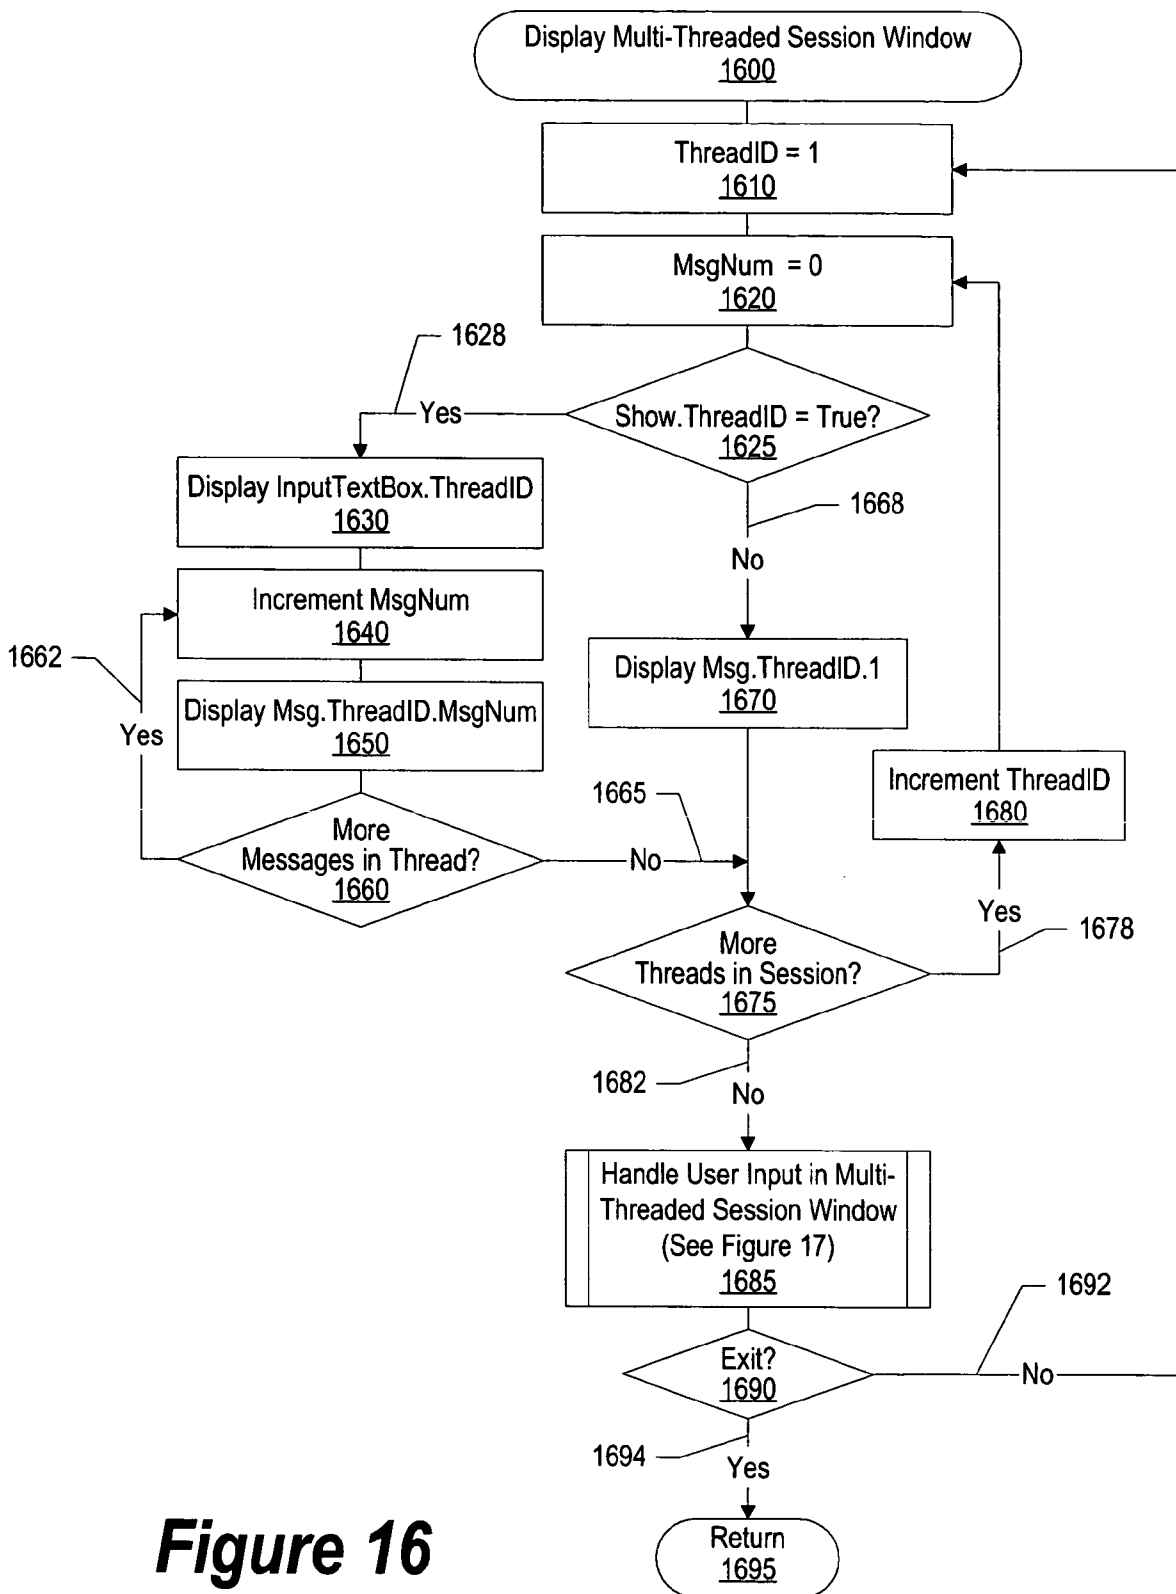 Display Multi-Threaded Session Window
1600
ThreadID = 1
1610
MsgNum = 0
1620
1628
Yes
Show.ThreadID = True?
1625
Display InputTextBox.ThreadID
1630
1668
No
Increment MsgNum
1640
1662
Yes
Display Msg.ThreadID.MsgNum
1650
Display Msg.ThreadID.1
1670
Increment ThreadID
1680
More
Messages in Thread?
1660
1665
No
Yes
1678
More
Threads in Session?
1675
1682
No
Handle User Input in Multi-
Threaded Session Window
(See Figure 17)
1685
1692
Exit?
1690
No
1694
Yes
Return
1695
Figure 16